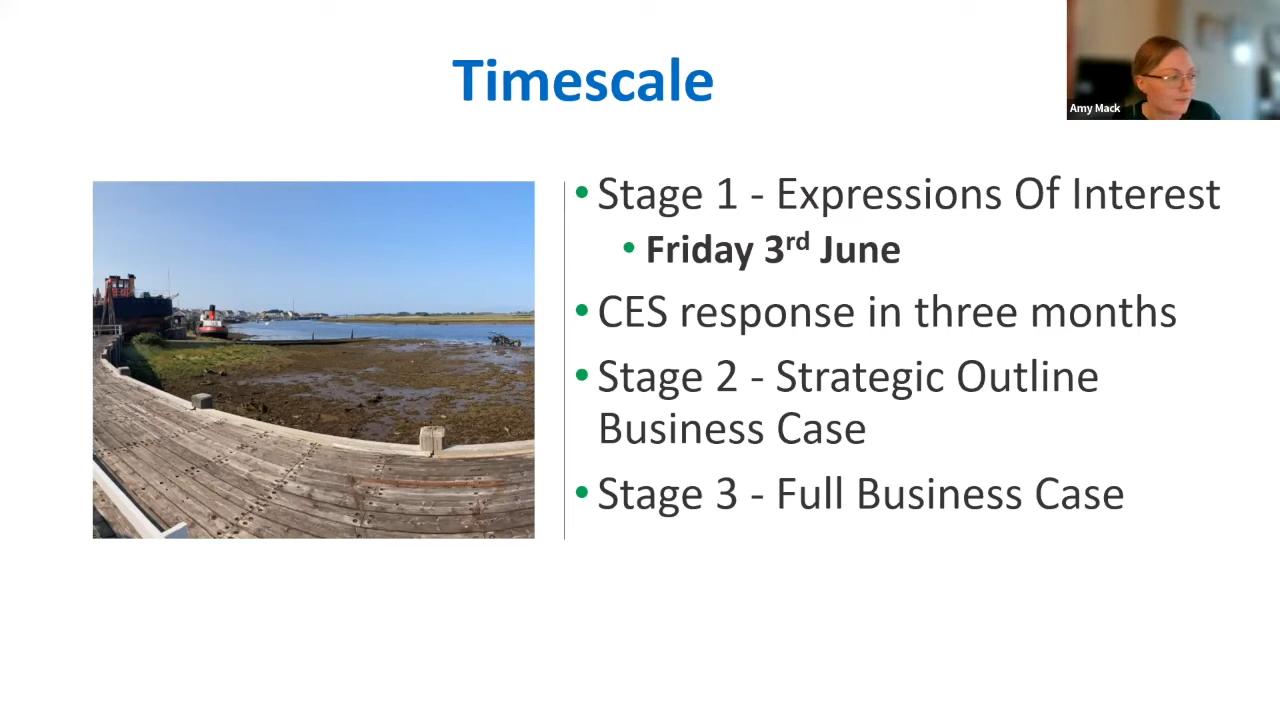 Timescale
Amy Mack
• Stage 1 - Expressions Of Interest
• Friday 3rd June
• CES response in three months
• Stage 2 - Strategic Outline
Business Case
• Stage 3 - Full Business Case